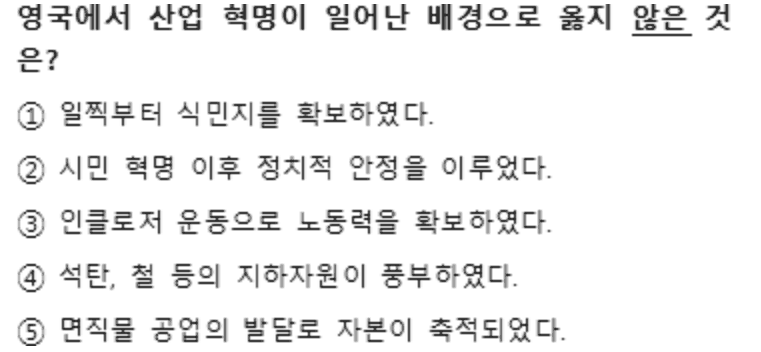 영국에서 산업 혁명이 일어난 배경으로 옳지 않은 것
은?
① 일찍부터 식민지를 확보하였다.
② 시민 혁명 이후 정치적 안정을 이루었다.
③ 인클로저 운동으로 노동력을 확보하였다.
④ 석탄, 철 등의 지하자원이 풍부하였다.
⑤ 면직물 공업의 발달로 자본이 축적되었다.